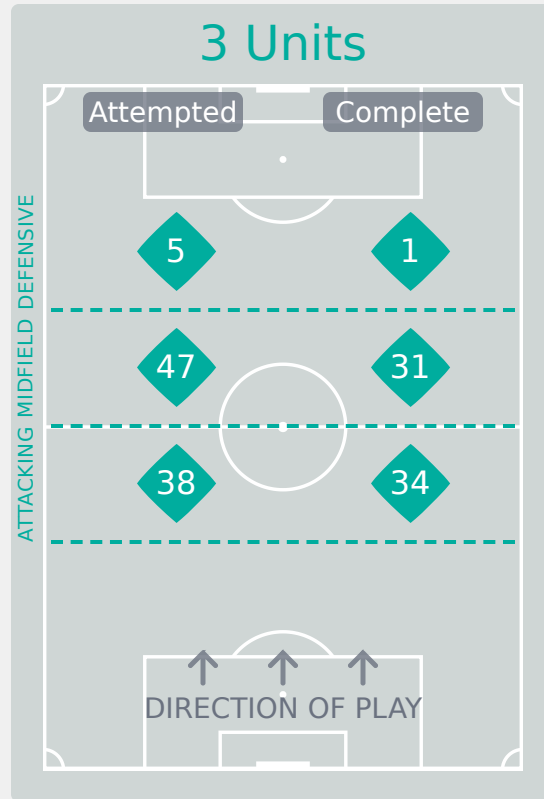 3 Units
Attempted
Complete
ATTACKING MIDFIELD DEFENSIVE
5
1
47
31
38
34
DIRECTION OF PLAY